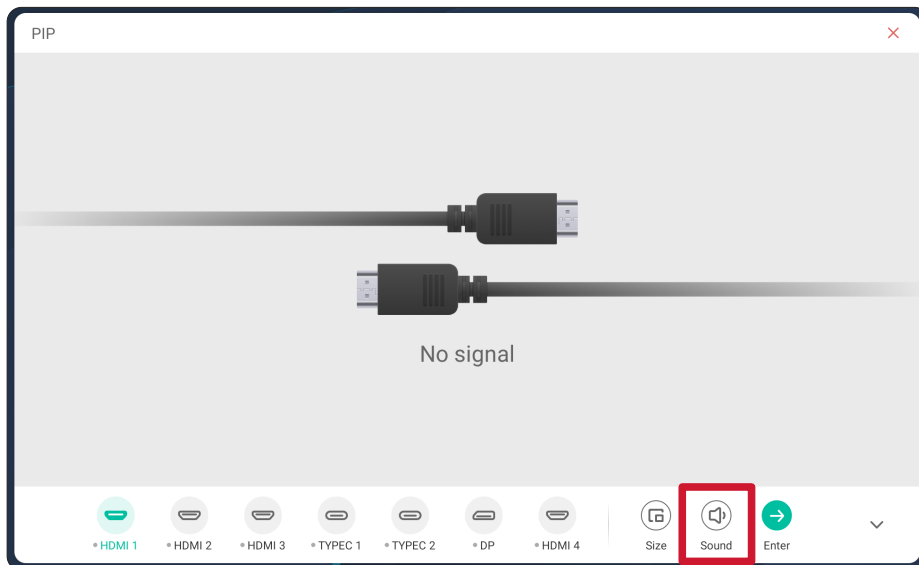 PIP
No signal
HDMI 1 HDMI 2 HDMI 3 TYPEC 1 TYPEC 2 DP HDMI 4 Size Sound Enter